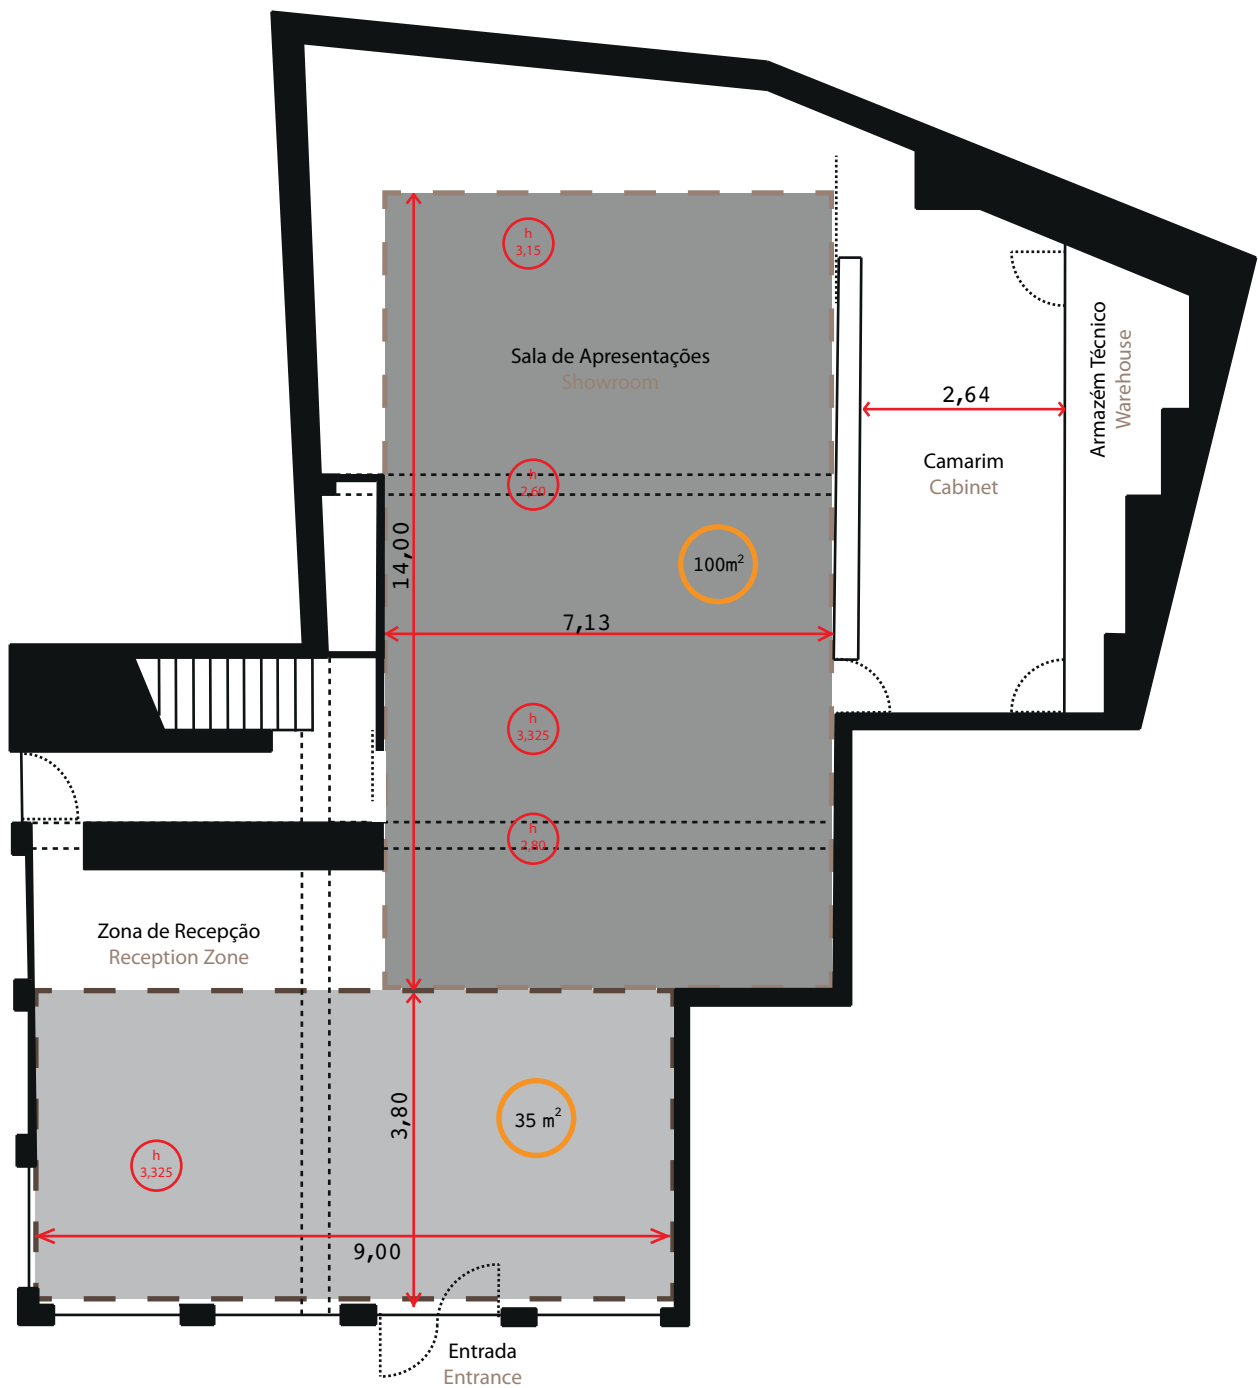 h
3,15
Sala de Apresentações
Showroom
2,64
Armazém Técnico
Warehouse
Camarim
Cabinet
h
2,60
14,00
100m²
7,13
h
3,325
h
2,80
Zona de Recepção
Reception Zone
3,80
35 m²
h
3,325
9,00
Entrada
Entrance